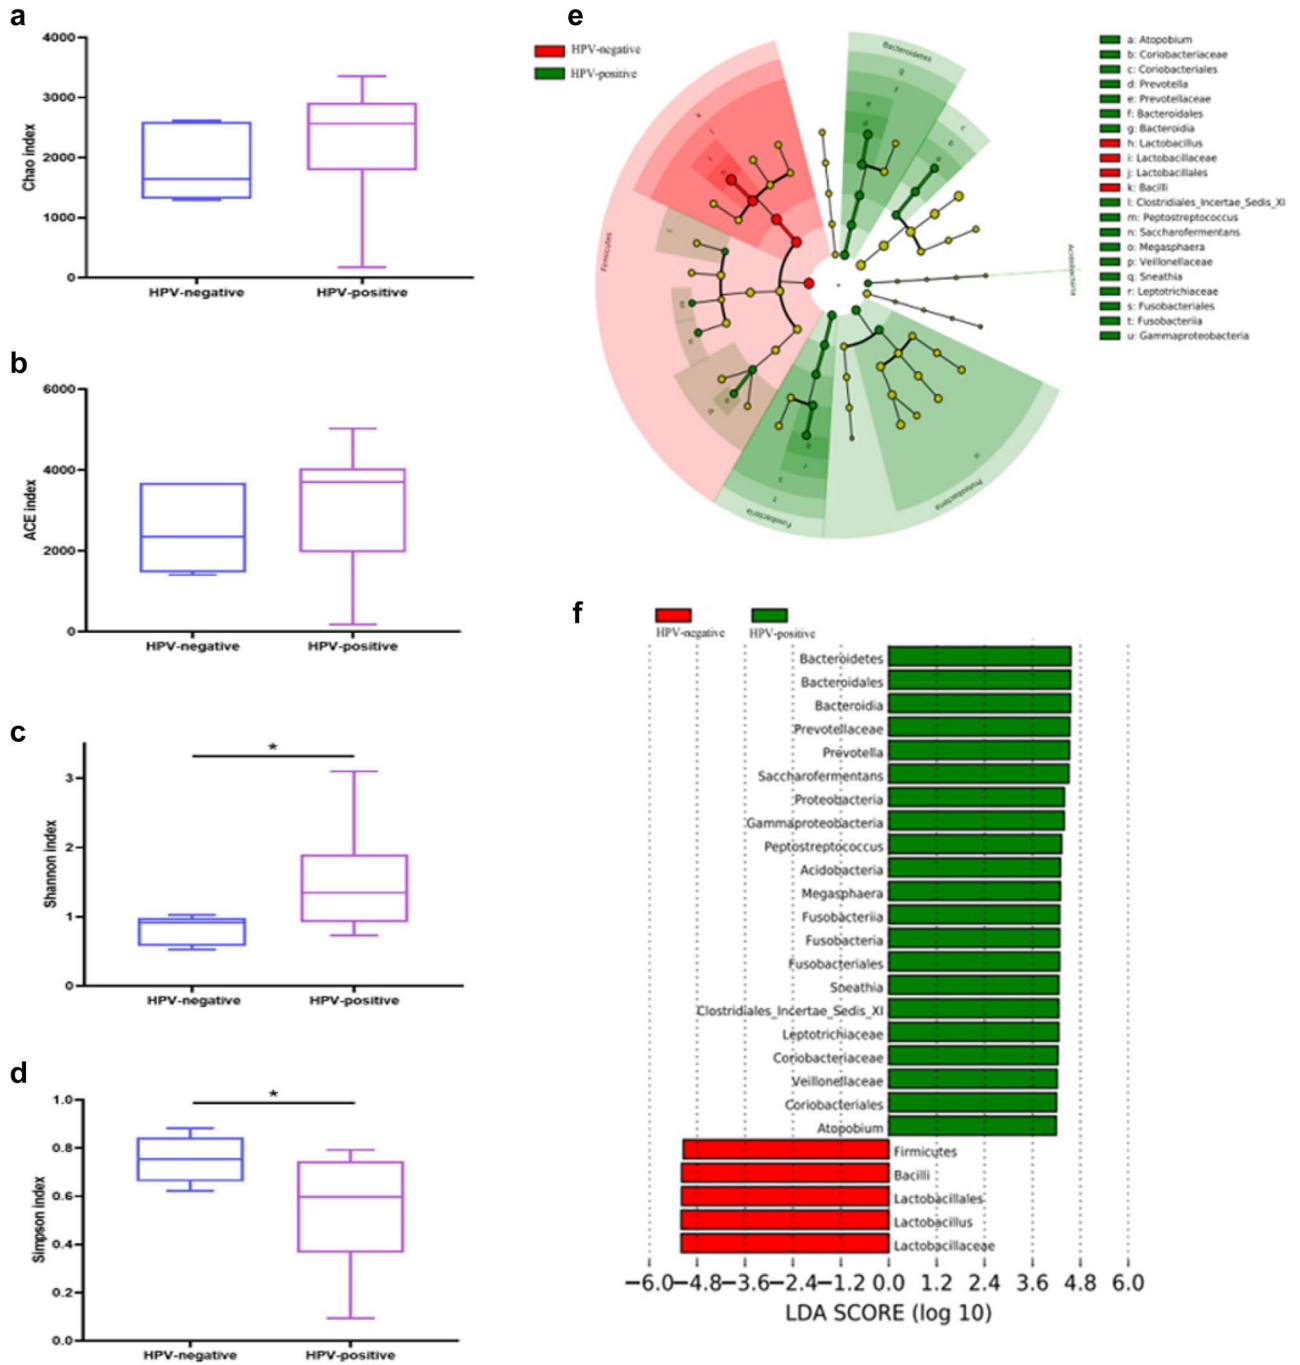 a
4000
3000
2000
1000
0
Chao index
HPV-negative
HPV-positive
b
6000
4000
2000
0
ACE index
HPV-negative
HPV-positive
c
*
3
2
1
0
Shannon index
HPV-negative
HPV-positive
d
*
1.0
0.8
0.6
0.4
0.2
0.0
Simpson index
HPV-negative
HPV-positive
e
HPV-negative
HPV-positive
Bacteroidetes
Firmicutes
Fusobacteria
Proteobacteria
Acidobacteria
a: Atopobium
b: Coriobacteriaceae
c: Coriobacteriales
d: Prevotella
e: Prevotellaceae
f: Bacteroidales
g: Bacteroidia
h: Lactobacillus
i: Lactobacillaceae
j: Lactobacillales
k: Bacilli
l: Clostridiales_Incertae_Sedis_XI
m: Peptostreptococcus
n: Saccharofermentans
o: Megasphaera
p: Veillonellaceae
q: Sneathia
r: Leptotrichiaceae
s: Fusobacteriales
t: Fusobacteriia
u: Gammaproteobacteria
f
HPV-negative
HPV-positive
Bacteroidetes
Bacteroidales
Bacteroidia
Prevotellaceae
Prevotella
Saccharofermentans
Proteobacteria
Gammaproteobacteria
Peptostreptococcus
Acidobacteria
Megasphaera
Fusobacteriia
Fusobacteria
Fusobacteriales
Sneathia
Clostridiales_Incertae_Sedis_XI
Leptotrichiaceae
Coriobacteriaceae
Veillonellaceae
Coriobacteriales
Atopobium
Firmicutes
Bacilli
Lactobacillales
Lactobacillus
Lactobacillaceae
−6.0 −4.8 −3.6 −2.4 −1.2 0.0 1.2 2.4 3.6 4.8 6.0
LDA SCORE (log 10)